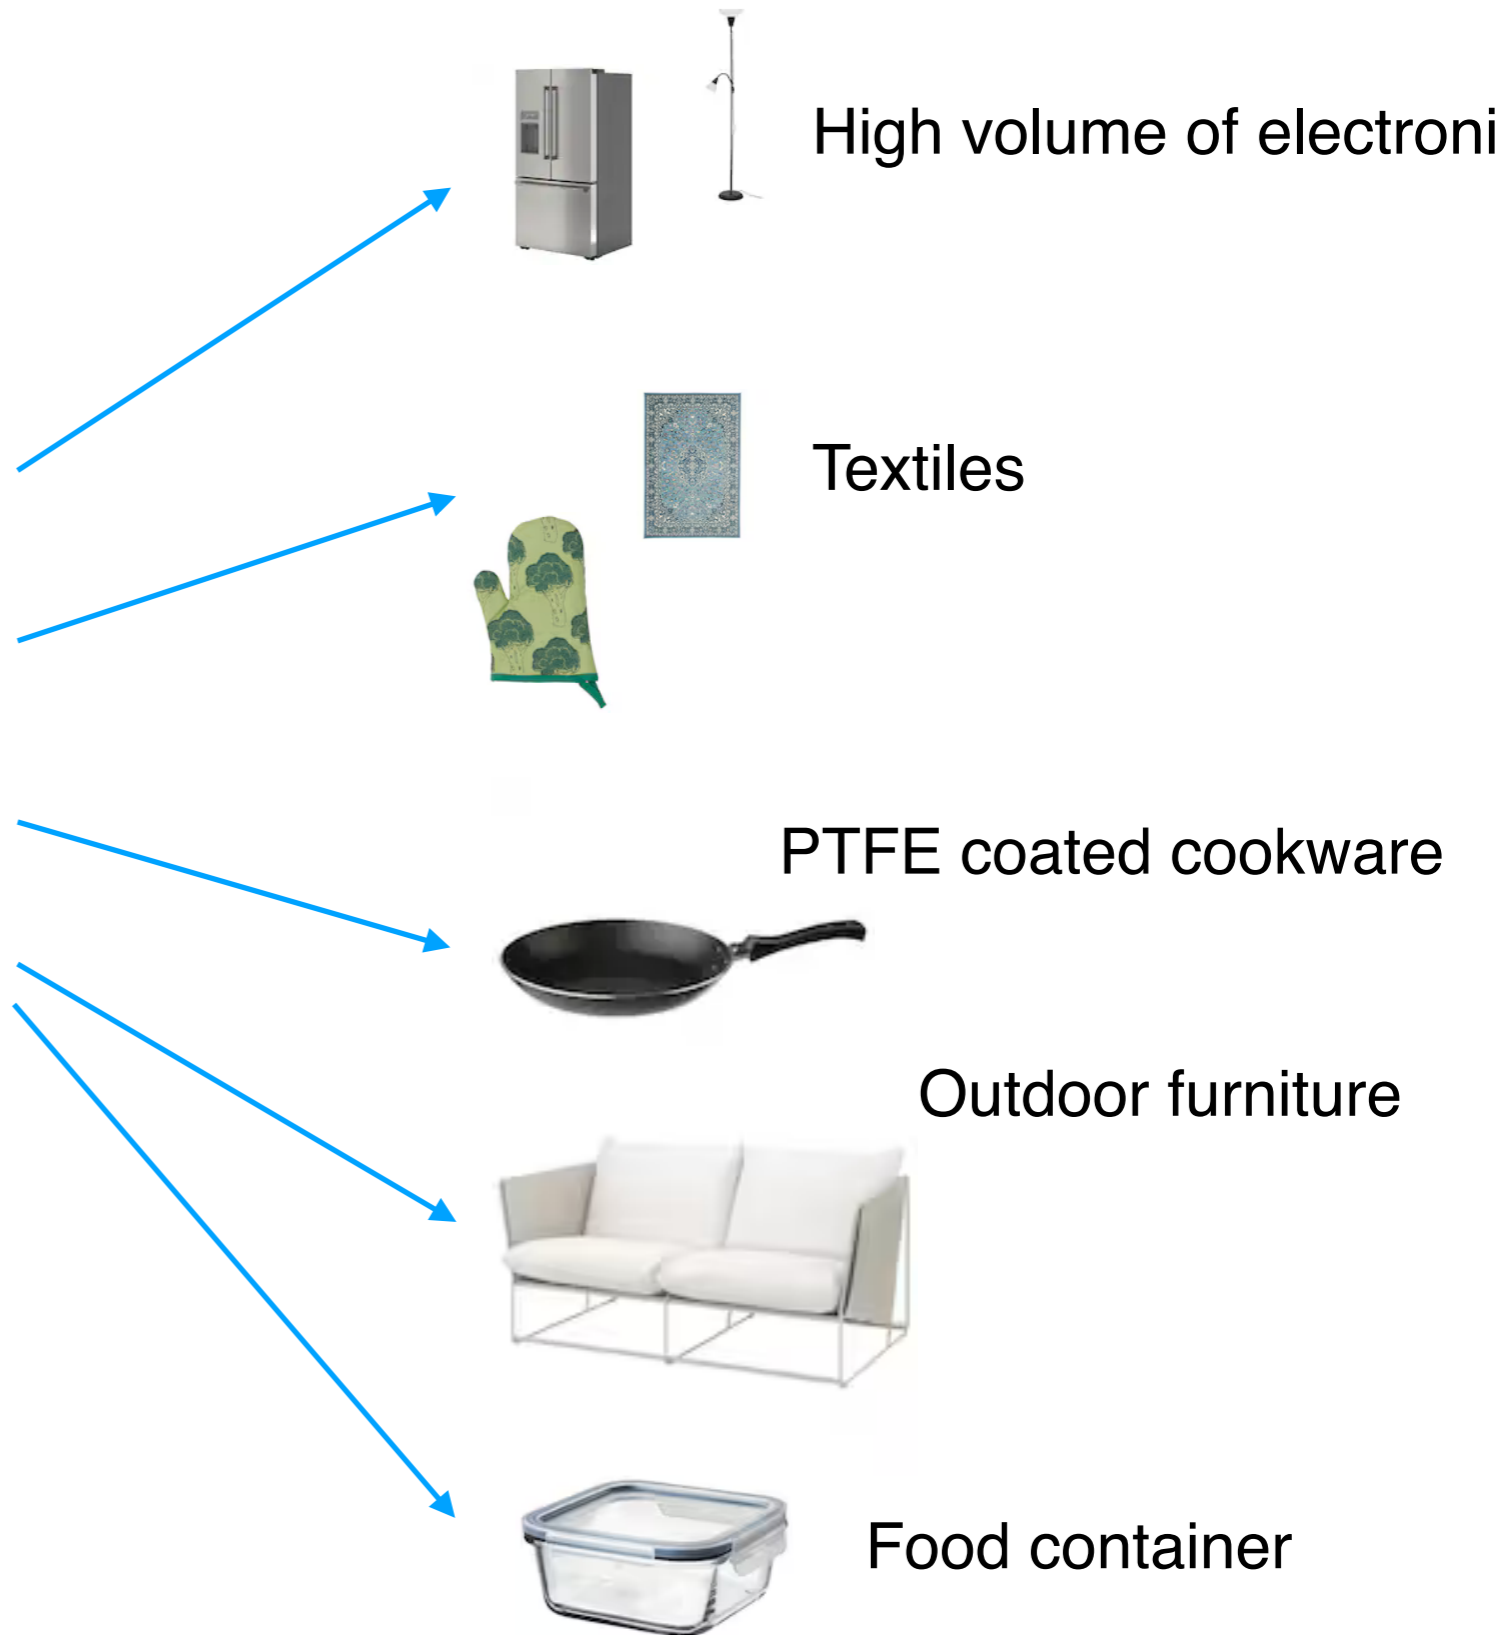 High volume of electroni
Textiles
PTFE coated cookware
Outdoor furniture
Food container